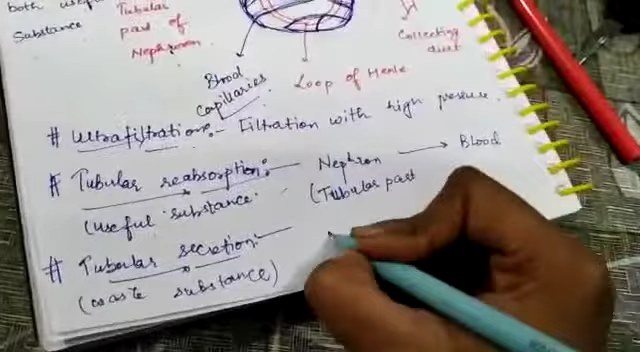 both useful Tubular
Substance part of
Nephron
Collecting
duct
Blood
Capillaries
Loop of Henle
# Ultrafiltration:- Filtration with high pressure.
# Tubular reabsorption:- Nephron → Blood
(useful substance. (Tubular part
# Tubular secretion:-
(waste substance)